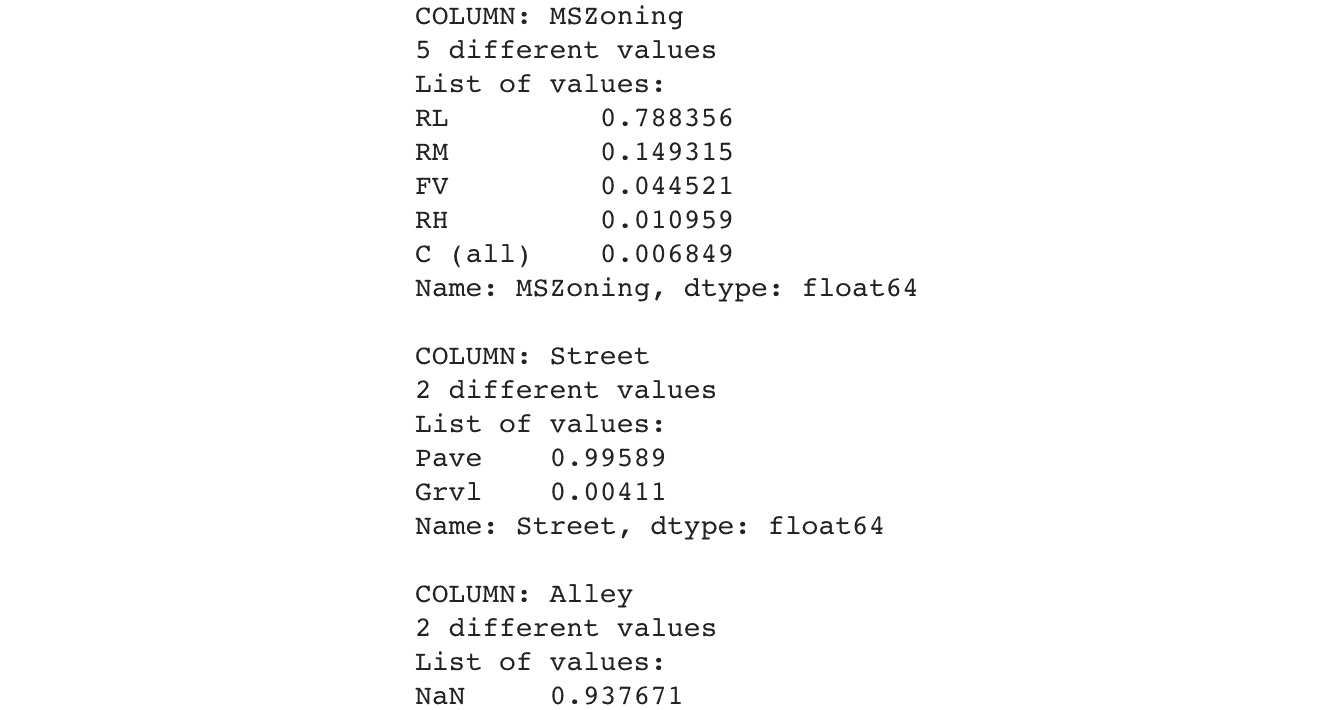 COLUMN: MSZoning
5 different values
List of values:
RL 0.788356
RM 0.149315
FV 0.044521
RH 0.010959
C (all) 0.006849
Name: MSZoning, dtype: float64
COLUMN: Street
2 different values
List of values:
Pave 0.99589
Grvl 0.00411
Name: Street, dtype: float64
COLUMN: Alley
2 different values
List of values:
NaN 0.937671